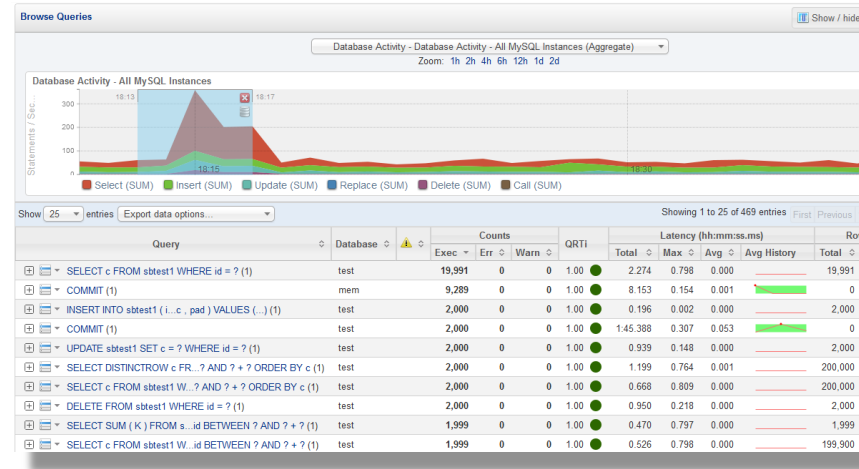 Browse Queries
Show / hide
Database Activity - Database Activity - All MySQL Instances (Aggregate)
Zoom: 1h 2h 4h 6h 12h 1d 2d
Database Activity - All MySQL Instances
Statements / Sec...
300
200
100
0
18:13
18:17
18:15
18:30
Select (SUM) Insert (SUM) Update (SUM) Replace (SUM) Delete (SUM) Call (SUM)
Show 25 entries Export data options... Showing 1 to 25 of 469 entries First Previous
Query Database Counts QRTi Latency (hh:mm:ss.ms) Ro
Exec Err Warn Total Max Avg Avg History Total
SELECT c FROM sbtest1 WHERE id = ? (1) test 19,991 0 0 1.00 2.274 0.798 0.000 19,991
COMMIT (1) mem 9,289 0 0 1.00 8.153 0.154 0.001 0
INSERT INTO sbtest1 ( i...c , pad ) VALUES (...) (1) test 2,000 0 0 1.00 0.196 0.002 0.000 2,000
COMMIT (1) test 2,000 0 0 1.00 1:45.388 0.307 0.053 0
UPDATE sbtest1 SET c = ? WHERE id = ? (1) test 2,000 0 0 1.00 0.939 0.148 0.000 2,000
SELECT DISTINCTROW c FR...? AND ? + ? ORDER BY c (1) test 2,000 0 0 1.00 1.199 0.764 0.001 200,000
SELECT c FROM sbtest1 W...? AND ? + ? ORDER BY c (1) test 2,000 0 0 1.00 0.668 0.809 0.000 200,000
DELETE FROM sbtest1 WHERE id = ? (1) test 2,000 0 0 1.00 0.950 0.218 0.000 2,000
SELECT SUM ( K ) FROM s...id BETWEEN ? AND ? + ? (1) test 1,999 0 0 1.00 0.470 0.797 0.000 1,999
SELECT c FROM sbtest1 W...id BETWEEN ? AND ? + ? (1) test 1,999 0 0 1.00 0.526 0.798 0.000 199,900